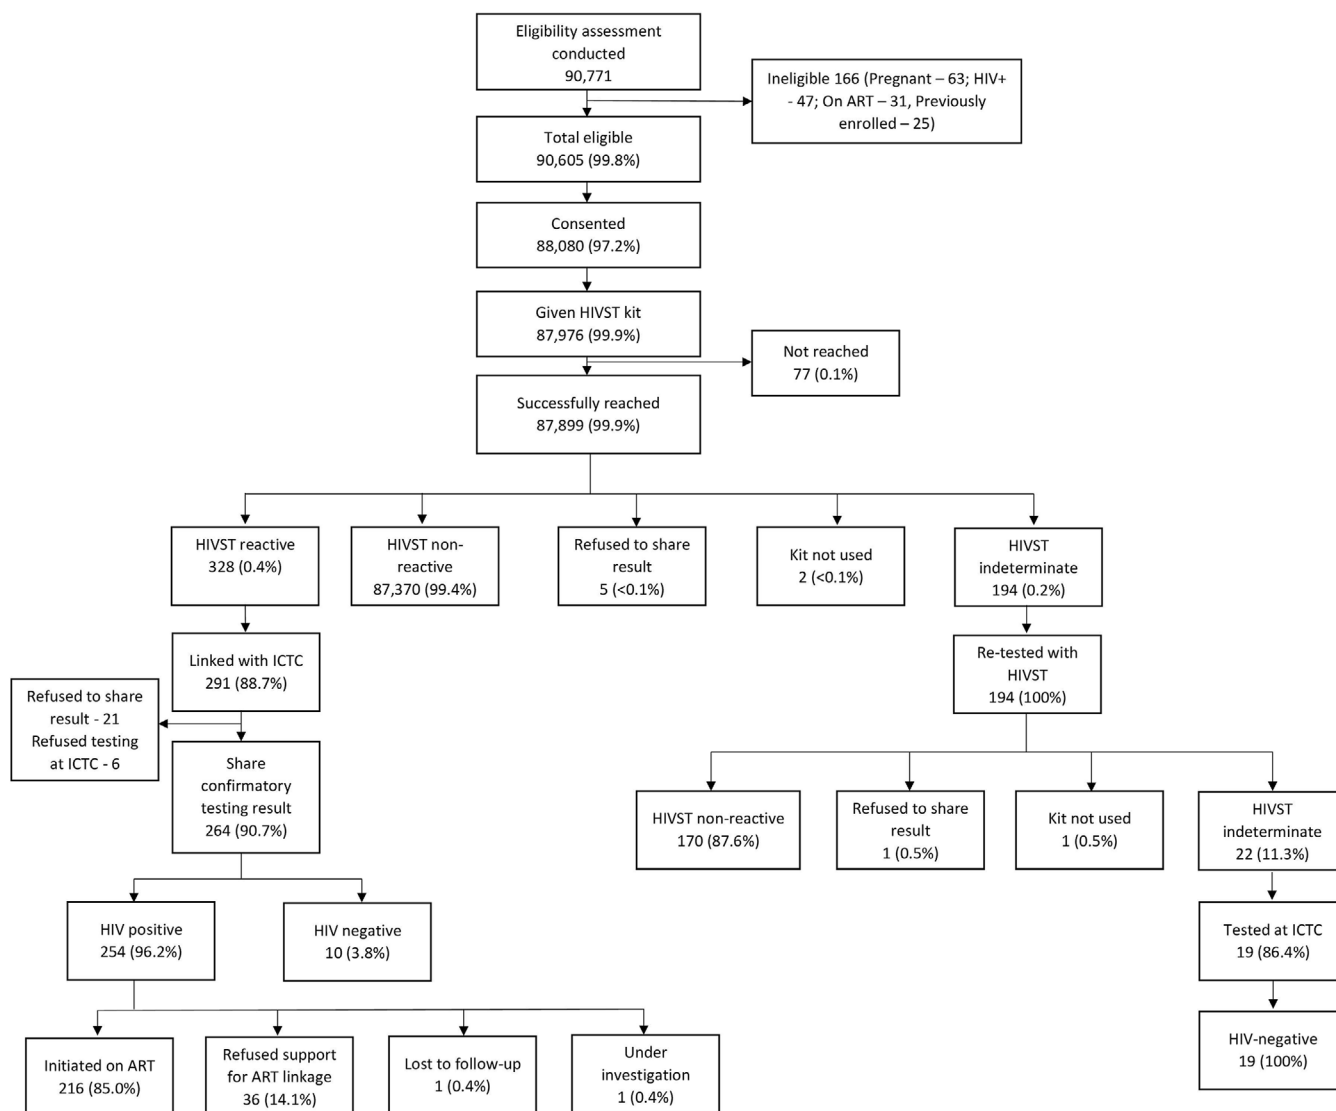 Eligibility assessment
conducted
90,771
Ineligible 166 (Pregnant – 63; HIV+
- 47; On ART – 31, Previously
enrolled – 25)
Total eligible
90,605 (99.8%)
Consented
88,080 (97.2%)
Given HIVST kit
87,976 (99.9%)
Not reached
77 (0.1%)
Successfully reached
87,899 (99.9%)
HIVST reactive
328 (0.4%)
HIVST non-
reactive
87,370 (99.4%)
Refused to share
result
5 (<0.1%)
Kit not used
2 (<0.1%)
HIVST
indeterminate
194 (0.2%)
Linked with ICTC
291 (88.7%)
Re-tested with
HIVST
194 (100%)
Refused to share
result - 21
Refused testing
at ICTC - 6
Share
confirmatory
testing result
264 (90.7%)
HIVST non-reactive
170 (87.6%)
Refused to share
result
1 (0.5%)
Kit not used
1 (0.5%)
HIVST
indeterminate
22 (11.3%)
HIV positive
254 (96.2%)
HIV negative
10 (3.8%)
Tested at ICTC
19 (86.4%)
Initiated on ART
216 (85.0%)
Refused support
for ART linkage
36 (14.1%)
Lost to follow-up
1 (0.4%)
Under
investigation
1 (0.4%)
HIV-negative
19 (100%)